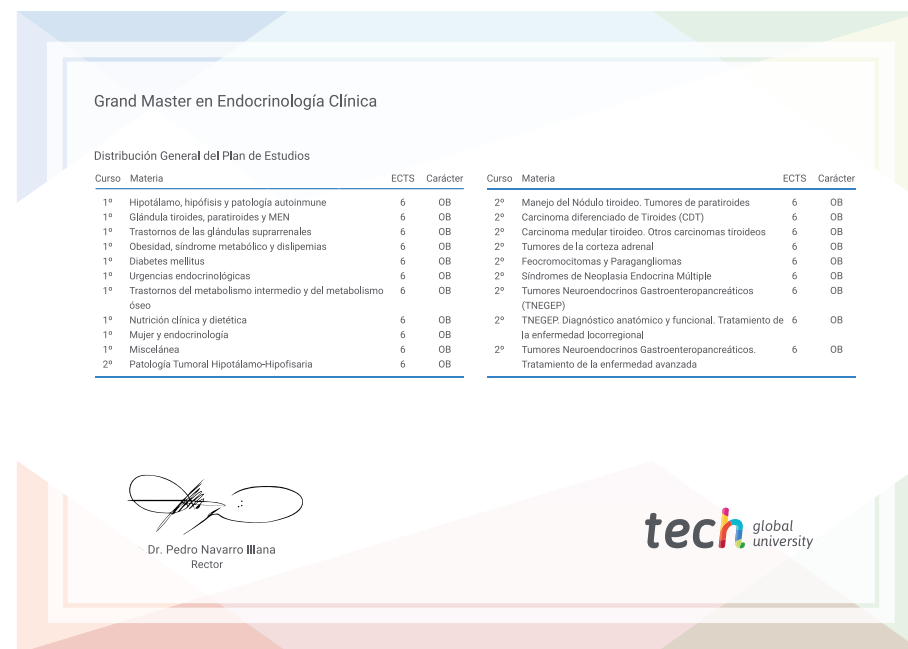 Grand Master en Endocrinología Clínica
Distribución General del Plan de Estudios
Curso Materia ECTS Carácter
1º Hipotálamo, hipófisis y patología autoinmune 6 OB
1º Glándula tiroides, paratiroides y MEN 6 OB
1º Trastornos de las glándulas suprarrenales 6 OB
1º Obesidad, síndrome metabólico y dislipemias 6 OB
1º Diabetes mellitus 6 OB
1º Urgencias endocrinológicas 6 OB
1º Trastornos del metabolismo intermedio y del metabolismo 6 OB
óseo
1º Nutrición clínica y dietética 6 OB
1º Mujer y endocrinología 6 OB
1º Miscelánea 6 OB
2º Patología Tumoral Hipotálamo-Hipofisaria 6 OB
Curso Materia ECTS Carácter
2º Manejo del Nódulo tiroideo. Tumores de paratiroides 6 OB
2º Carcinoma diferenciado de Tiroides (CDT) 6 OB
2º Carcinoma medular tiroideo. Otros carcinomas tiroideos 6 OB
2º Tumores de la corteza adrenal 6 OB
2º Feocromocitomas y Paragangliomas 6 OB
2º Síndromes de Neoplasia Endocrina Múltiple 6 OB
2º Tumores Neuroendocrinos Gastroenteropancreáticos 6 OB
(TNEGEP)
2º TNEGEP. Diagnóstico anatómico y funcional. Tratamiento de 6 OB
la enfermedad locorregional
2º Tumores Neuroendocrinos Gastroenteropancreáticos. 6 OB
Tratamiento de la enfermedad avanzada
Dr. Pedro Navarro Illana
Rector
tech global
university